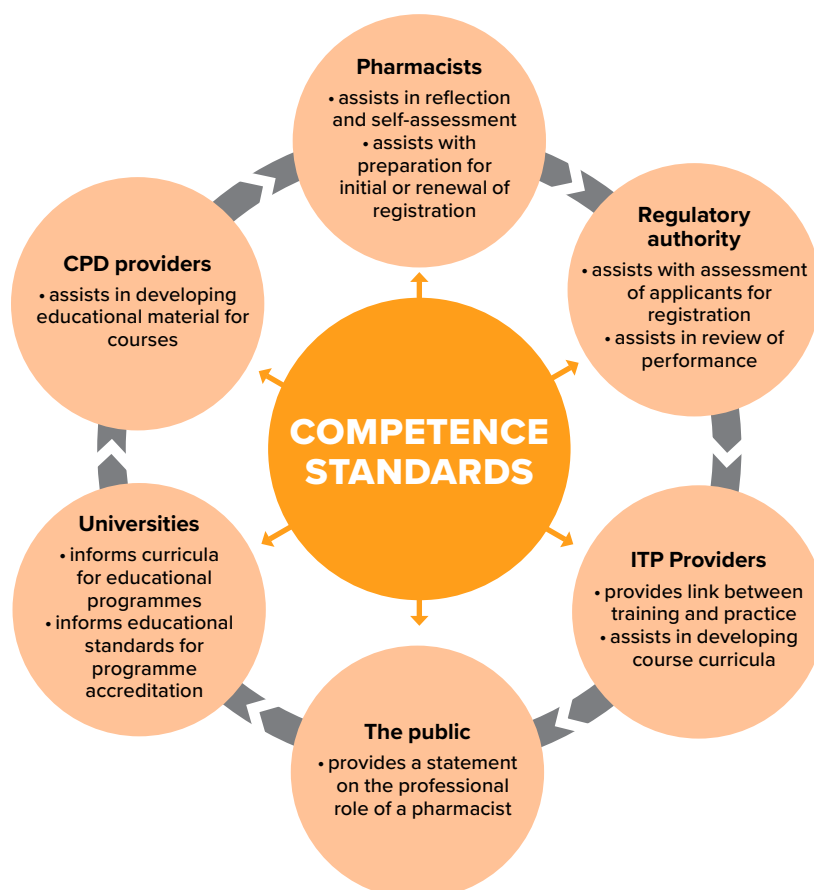 Pharmacists
• assists in reflection
and self-assessment
• assists with
preparation for
initial or renewal of
registration
Regulatory
authority
• assists with assessment
of applicants for
registration
• assists in review of
performance
CPD providers
• assists in developing
educational material for
courses
COMPETENCE
STANDARDS
Universities
• informs curricula
for educational
programmes
• informs educational
standards for
programme
accreditation
ITP Providers
• provides link between
training and practice
• assists in developing
course curricula
The public
• provides a statement
on the professional
role of a pharmacist